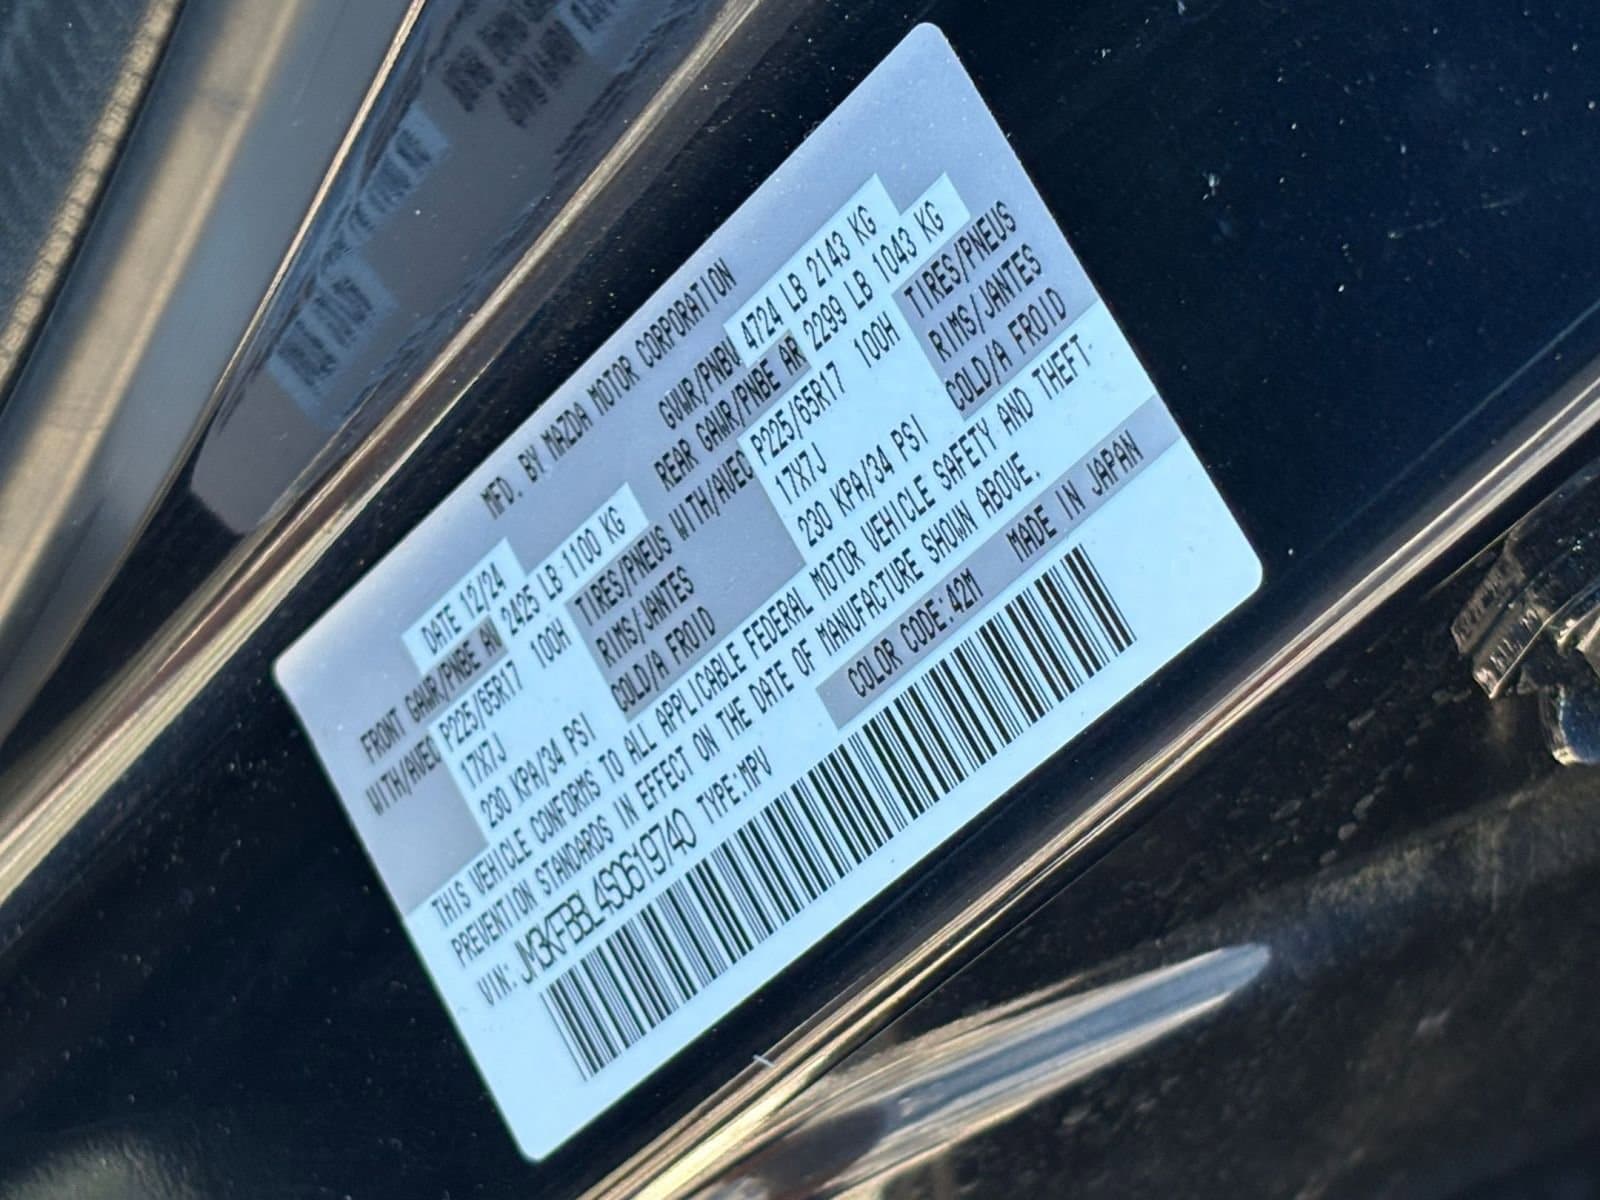 MFD. BY MAZDA MOTOR CORPORATION
DATE 12/24 GVWR/PNBV 4724 LB 2143 KG
FRONT GAWR/PNBE AV 2425 LB 1100 KG REAR GAWR/PNBE AR 2299 LB 1043 KG
WITH/AVEC P225/65R17 100H TIRES/PNEUS WITH/AVEC P225/65R17 100H TIRES/PNEUS
17X7J RIMS/JANTES 17X7J RIMS/JANTES
230 KPA/34 PSI COLD/A FROID 230 KPA/34 PSI COLD/A FROID
THIS VEHICLE CONFORMS TO ALL APPLICABLE FEDERAL MOTOR VEHICLE SAFETY AND THEFT
PREVENTION STANDARDS IN EFFECT ON THE DATE OF MANUFACTURE SHOWN ABOVE.
VIN: JM3KFBBL4S0619740 TYPE:MPV COLOR CODE:42M MADE IN JAPAN